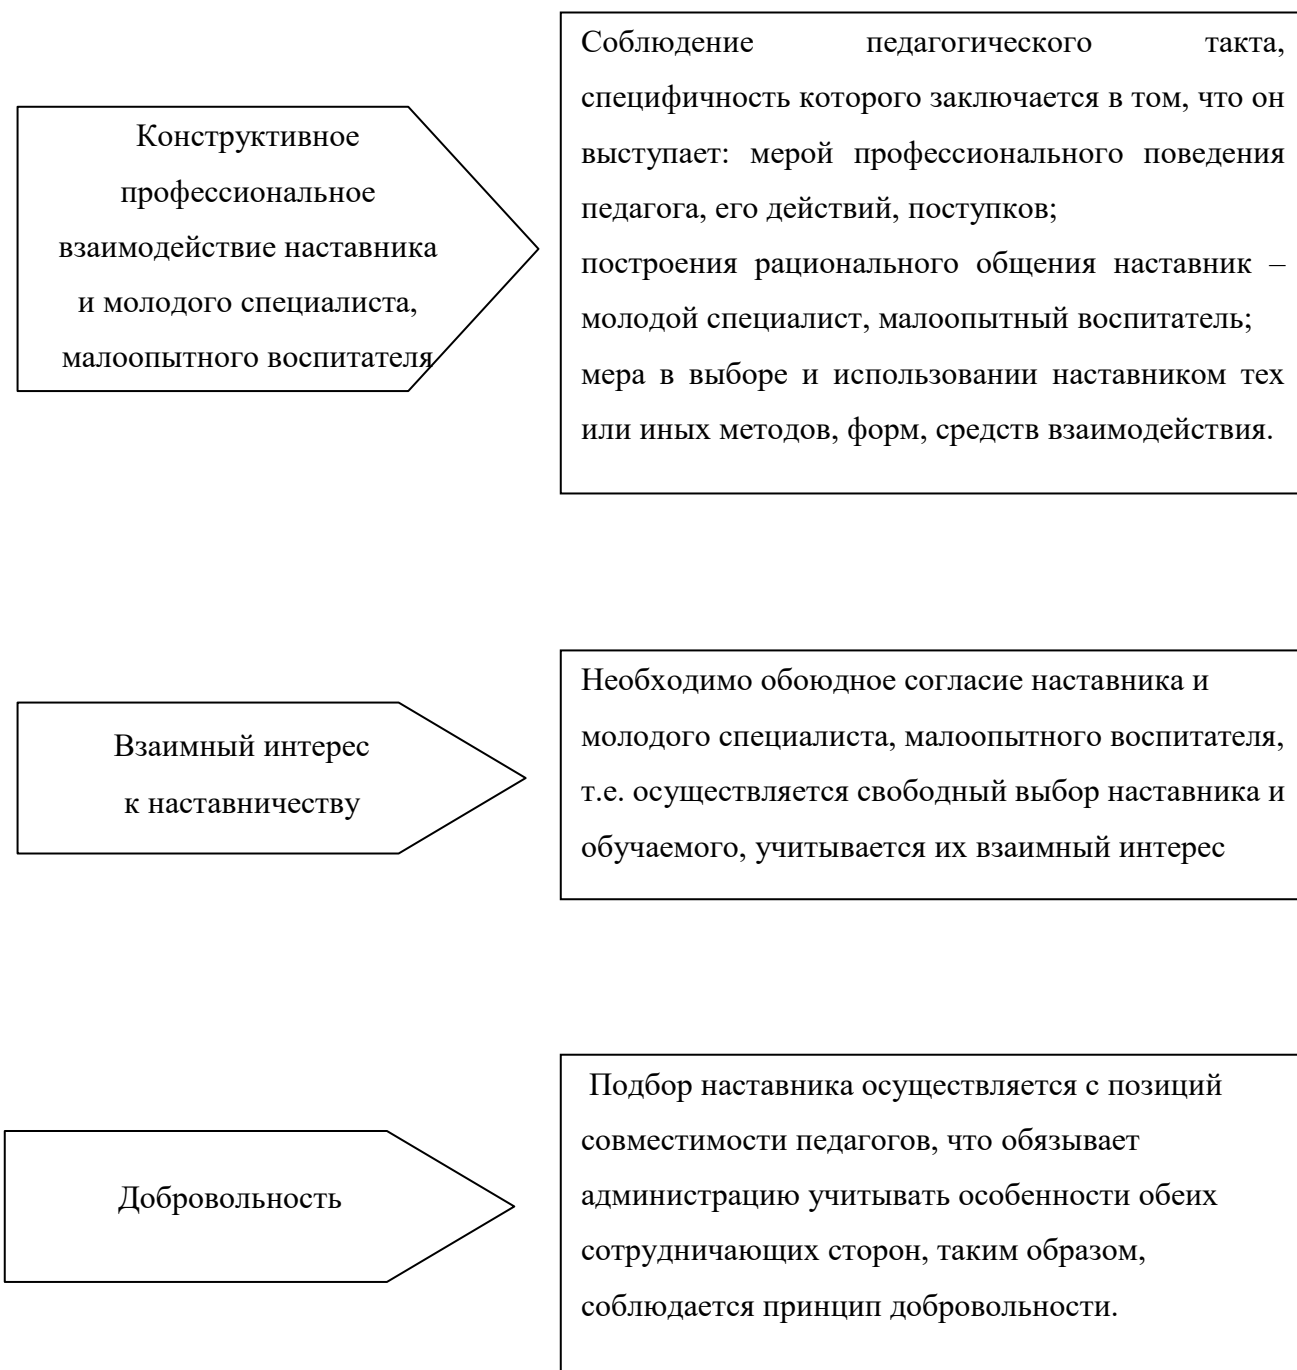 Конструктивное
профессиональное
взаимодействие наставника
и молодого специалиста,
малоопытного воспитателя
Соблюдение педагогического такта,
специфичность которого заключается в том, что он
выступает: мерой профессионального поведения
педагога, его действий, поступков;
построения рационального общения наставник –
молодой специалист, малоопытный воспитатель;
мера в выборе и использовании наставником тех
или иных методов, форм, средств взаимодействия.
Взаимный интерес
к наставничеству
Необходимо обоюдное согласие наставника и
молодого специалиста, малоопытного воспитателя,
т.е. осуществляется свободный выбор наставника и
обучаемого, учитывается их взаимный интерес
Добровольность
Подбор наставника осуществляется с позиций
совместимости педагогов, что обязывает
администрацию учитывать особенности обеих
сотрудничающих сторон, таким образом,
соблюдается принцип добровольности.